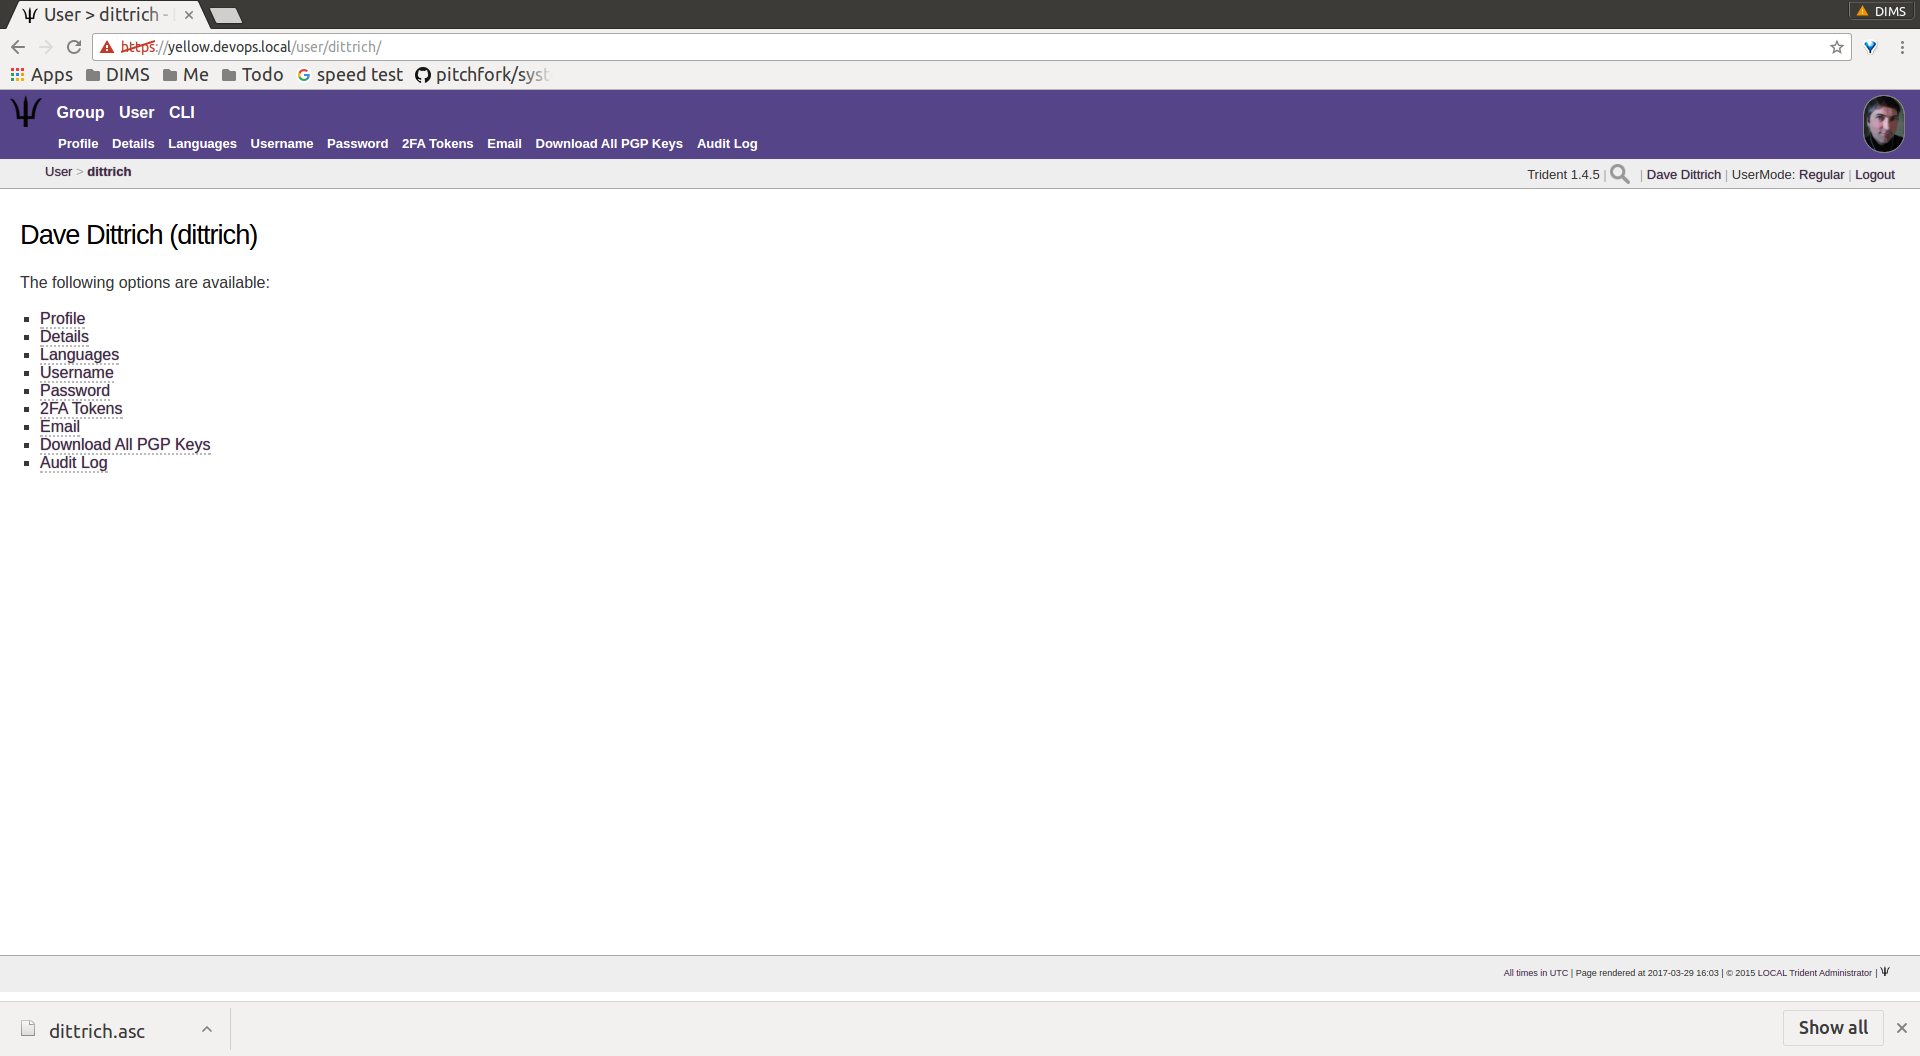 User > dittrich -
DIMS
https://yellow.devops.local/user/dittrich/
Apps DIMS Me Todo speed test pitchfork/syst
Group User CLI
Profile Details Languages Username Password 2FA Tokens Email Download All PGP Keys Audit Log
User > dittrich
Trident 1.4.5 | | Dave Dittrich | UserMode: Regular | Logout
Dave Dittrich (dittrich)
The following options are available:
Profile
Details
Languages
Username
Password
2FA Tokens
Email
Download All PGP Keys
Audit Log
All times in UTC | Page rendered at 2017-03-29 16:03 | © 2015 LOCAL Trident Administrator |
dittrich.asc
Show all